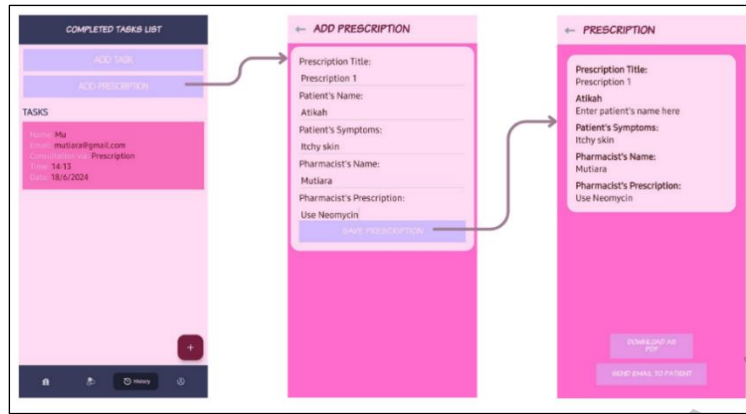 COMPLETED TASKS LIST
ADD TASK
ADD PRESCRIPTION
TASKS
Name: Mu
Email: mutiara@gmail.com
Consultation via: Prescription
Time: 14:13
Date: 18/6/2024
+
History
← ADD PRESCRIPTION
Prescription Title:
Prescription 1
Patient's Name:
Atikah
Patient's Symptoms:
Itchy skin
Pharmacist's Name:
Mutiara
Pharmacist's Prescription:
Use Neomycin
SAVE PRESCRIPTION
← PRESCRIPTION
Prescription Title:
Prescription 1
Atikah
Enter patient's name here
Patient's Symptoms:
Itchy skin
Pharmacist's Name:
Mutiara
Pharmacist's Prescription:
Use Neomycin
DOWNLOAD AS
PDF
SEND EMAIL TO PATIENT